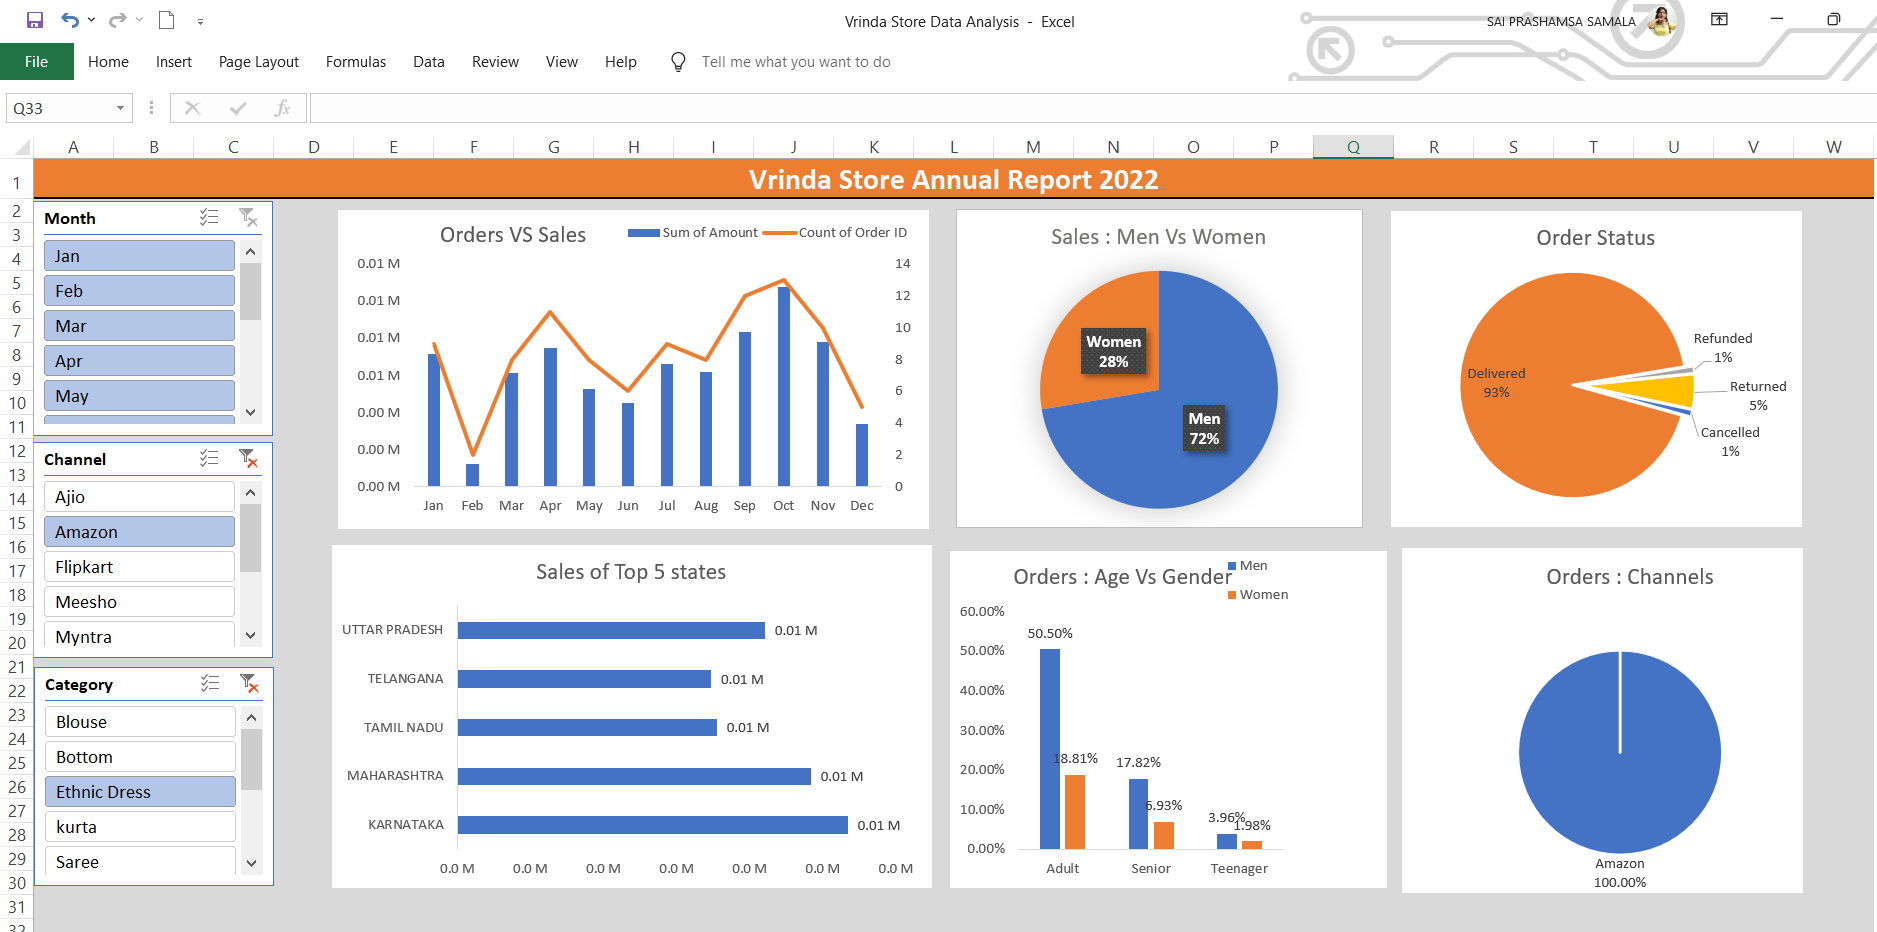 Vrinda Store Data Analysis - Excel
SAI PRASHAMSA SAMALA
File Home Insert Page Layout Formulas Data Review View Help Tell me what you want to do
Q33
fx
A B C D E F G H I J K L M N O P Q R S T U V W
1
2
3
4
5
6
7
8
9
10
11
12
13
14
15
16
17
18
19
20
21
22
23
24
25
26
27
28
29
30
31
32
Vrinda Store Annual Report 2022
Month
Jan
Feb
Mar
Apr
May
Channel
Ajio
Amazon
Flipkart
Meesho
Myntra
Category
Blouse
Bottom
Ethnic Dress
kurta
Saree
Orders VS Sales
Sum of Amount Count of Order ID
0.01 M
0.01 M
0.01 M
0.01 M
0.00 M
0.00 M
0.00 M
14
12
10
8
6
4
2
0
Jan Feb Mar Apr May Jun Jul Aug Sep Oct Nov Dec
Sales : Men Vs Women
Women
28%
Men
72%
Order Status
Delivered
93%
Refunded
1%
Returned
5%
Cancelled
1%
Sales of Top 5 states
UTTAR PRADESH 0.01 M
TELANGANA 0.01 M
TAMIL NADU 0.01 M
MAHARASHTRA 0.01 M
KARNATAKA 0.01 M
0.0 M 0.0 M 0.0 M 0.0 M 0.0 M 0.0 M 0.0 M
Orders : Age Vs Gender
Men
Women
60.00%
50.00%
40.00%
30.00%
20.00%
10.00%
0.00%
50.50%
18.81%
17.82%
6.93%
3.96%
1.98%
Adult Senior Teenager
Orders : Channels
Amazon
100.00%